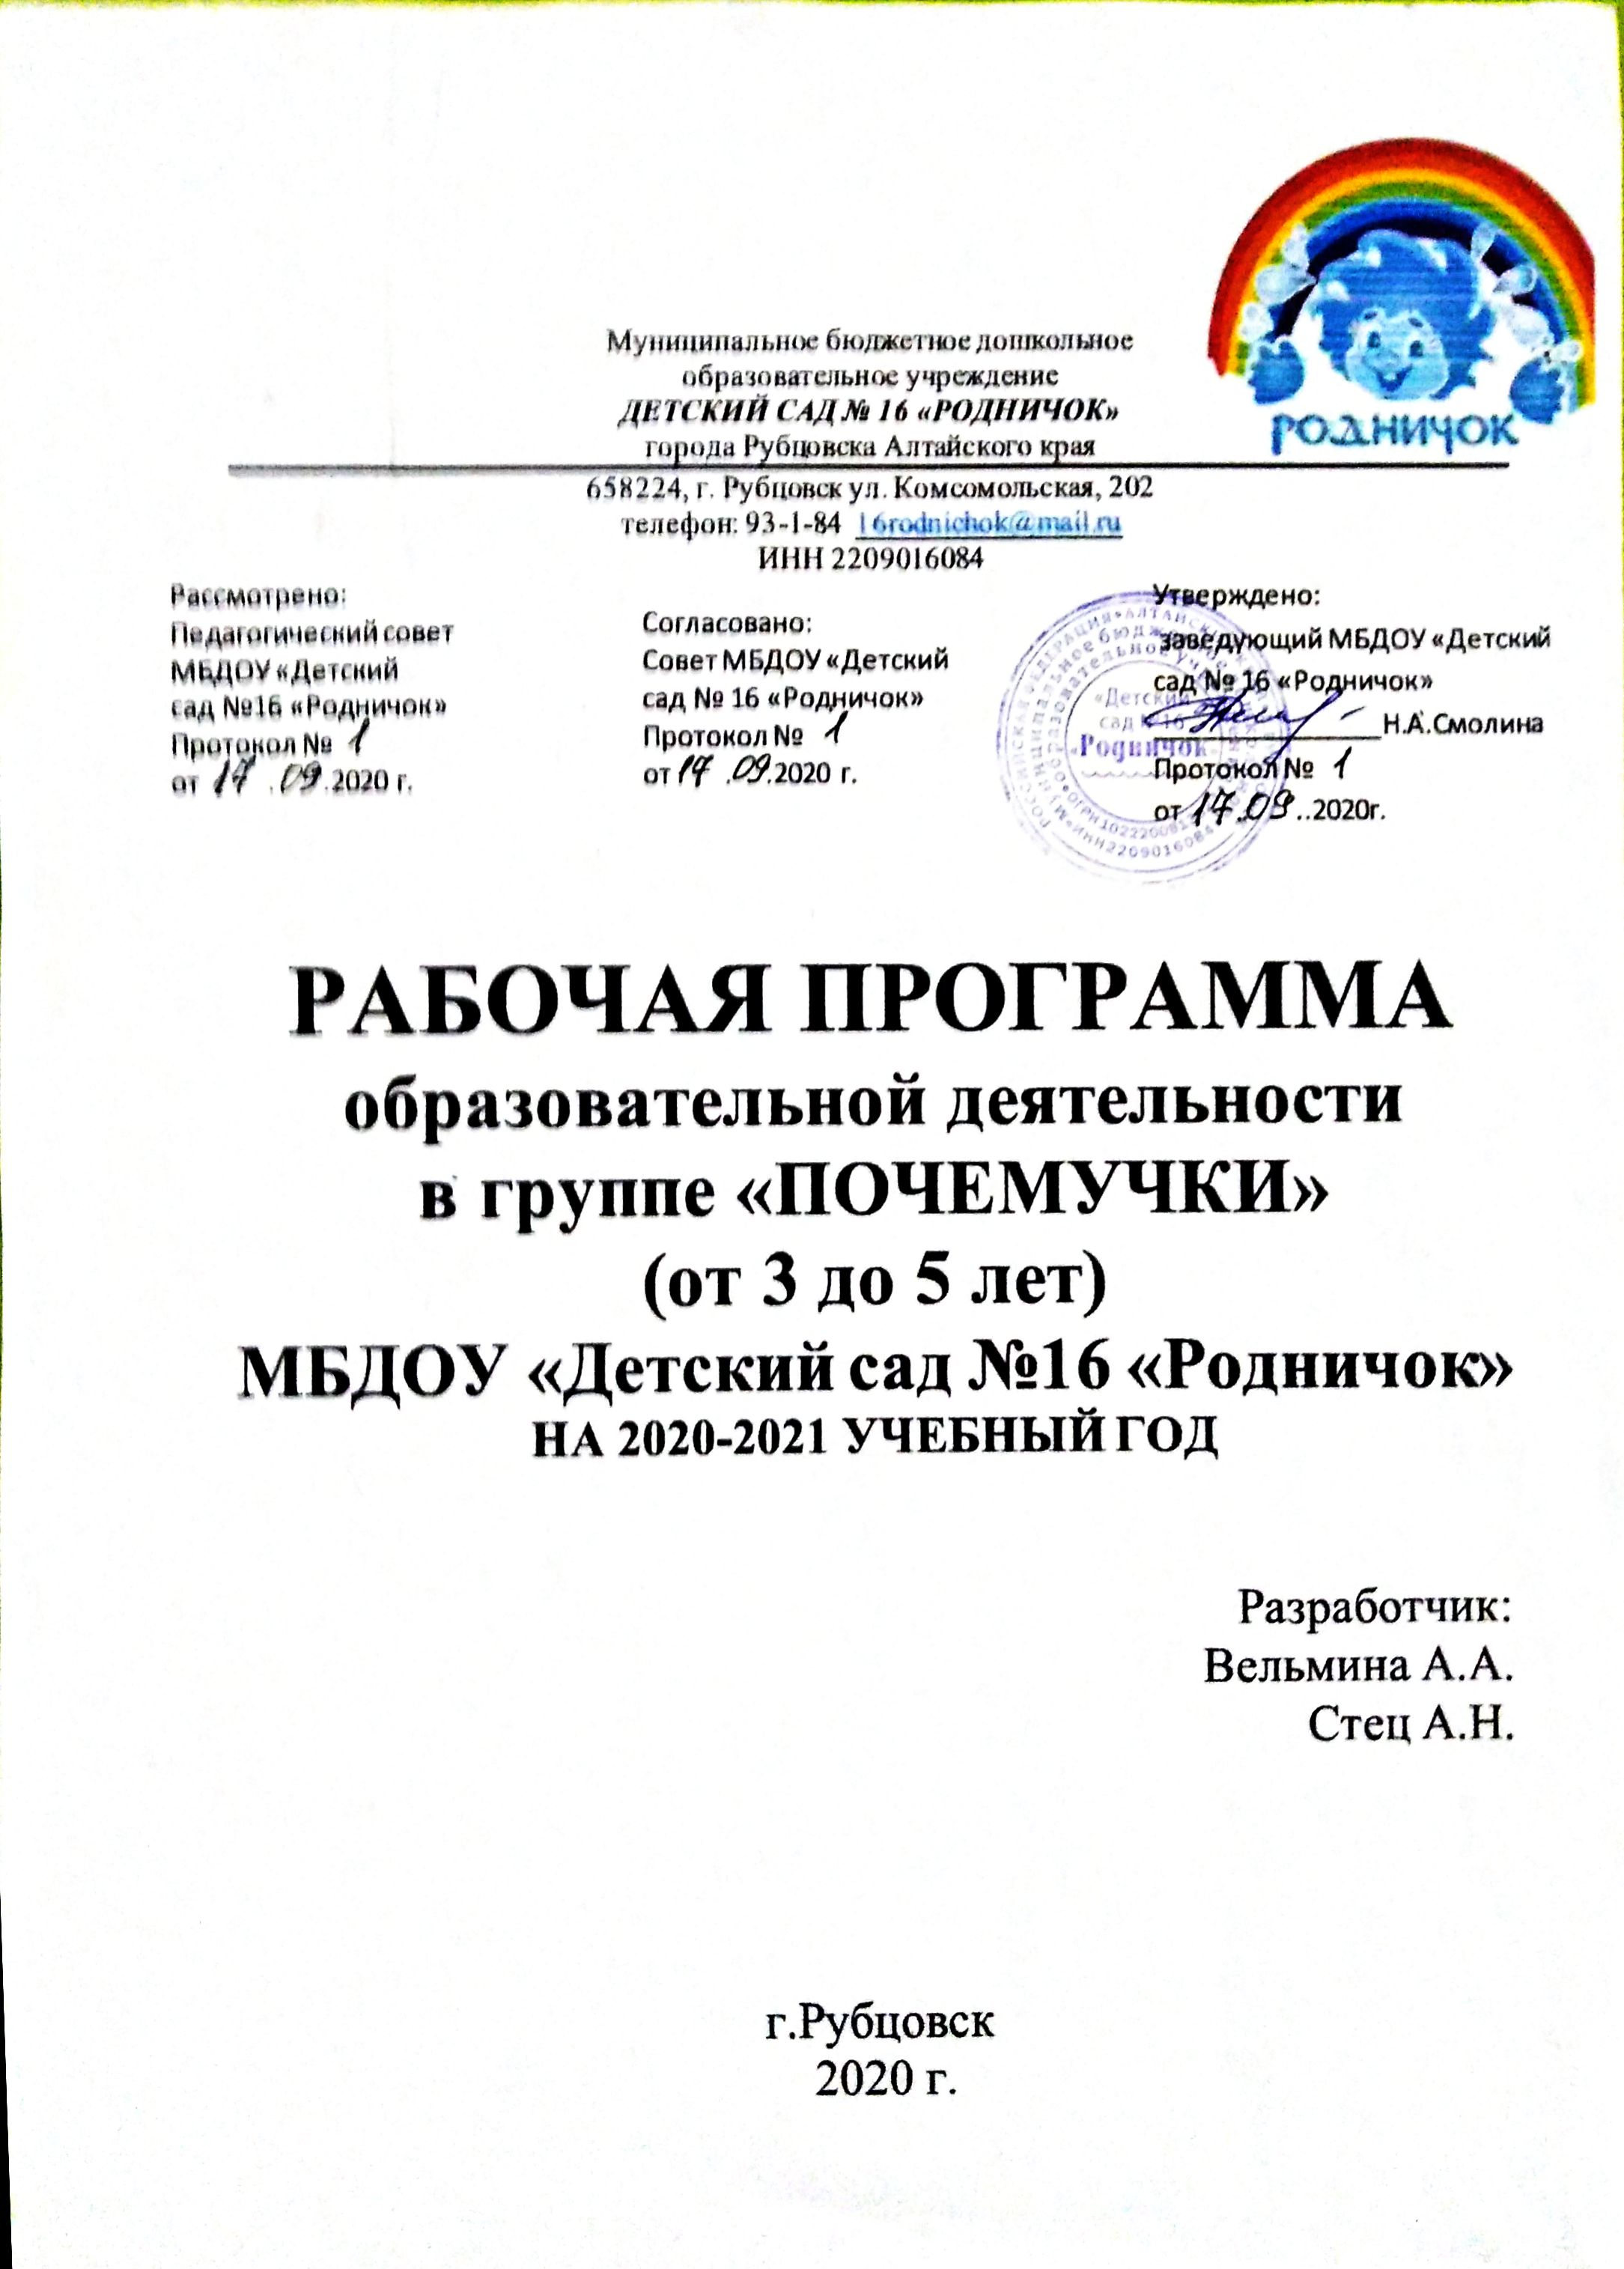 РОДНИЧОК
Муниципальное бюджетное дошкольное
образовательное учреждение
ДЕТСКИЙ САД № 16 «РОДНИЧОК»
города Рубцовска Алтайского края
658224, г. Рубцовск ул. Комсомольская, 202
телефон: 93-1-84 16rodnichok@mail.ru
ИНН 2209016084
Рассмотрено:
Педагогический совет
МБДОУ «Детский
сад №16 «Родничок»
Протокол № 1
от 17 .09.2020 г.
Согласовано:
Совет МБДОУ «Детский
сад № 16 «Родничок»
Протокол № 1
от 17 .09.2020 г.
Утверждено:
заведующий МБДОУ «Детский
сад № 16 «Родничок»
Н.А.Смолина
Протокол № 1
от 17.09..2020г.
«Детский
сад №16
«Родничок»
РАБОЧАЯ ПРОГРАММА
образовательной деятельности
в группе «ПОЧЕМУЧКИ»
(от 3 до 5 лет)
МБДОУ «Детский сад №16 «Родничок»
НА 2020-2021 УЧЕБНЫЙ ГОД
Разработчик:
Вельмина А.А.
Стец А.Н.
г.Рубцовск
2020 г.